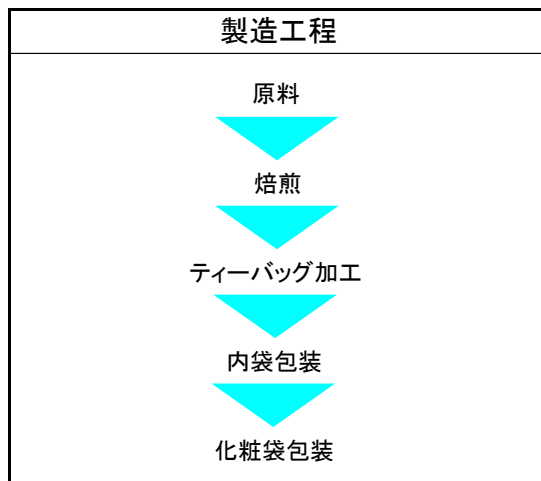 製造工程
原料
焙煎
ティーバッグ加工
内袋包装
化粧袋包装